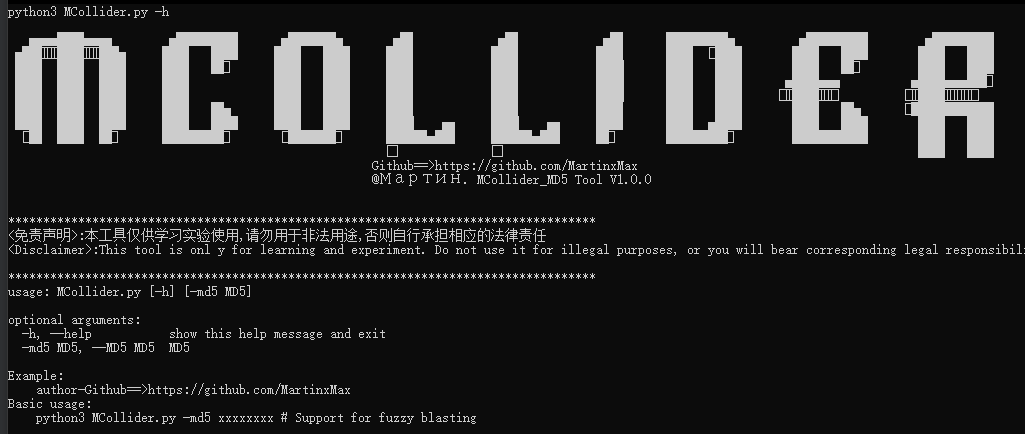 python3 MCollider.py -h
MCOLLIDER
Github==>https://github.com/MartinxMax
@Мартин. MCollider_MD5 Tool V1.0.0
************************************************************************************
<免责声明>:本工具仅供学习实验使用,请勿用于非法用途,否则自行承担相应的法律责任
<Disclaimer>:This tool is onl y for learning and experiment. Do not use it for illegal purposes, or you will bear corresponding legal responsibili
************************************************************************************
usage: MCollider.py [-h] [-md5 MD5]
optional arguments:
-h, --help show this help message and exit
-md5 MD5, --MD5 MD5 MD5
Example:
author-Github==>https://github.com/MartinxMax
Basic usage:
python3 MCollider.py -md5 xxxxxxxx # Support for fuzzy blasting